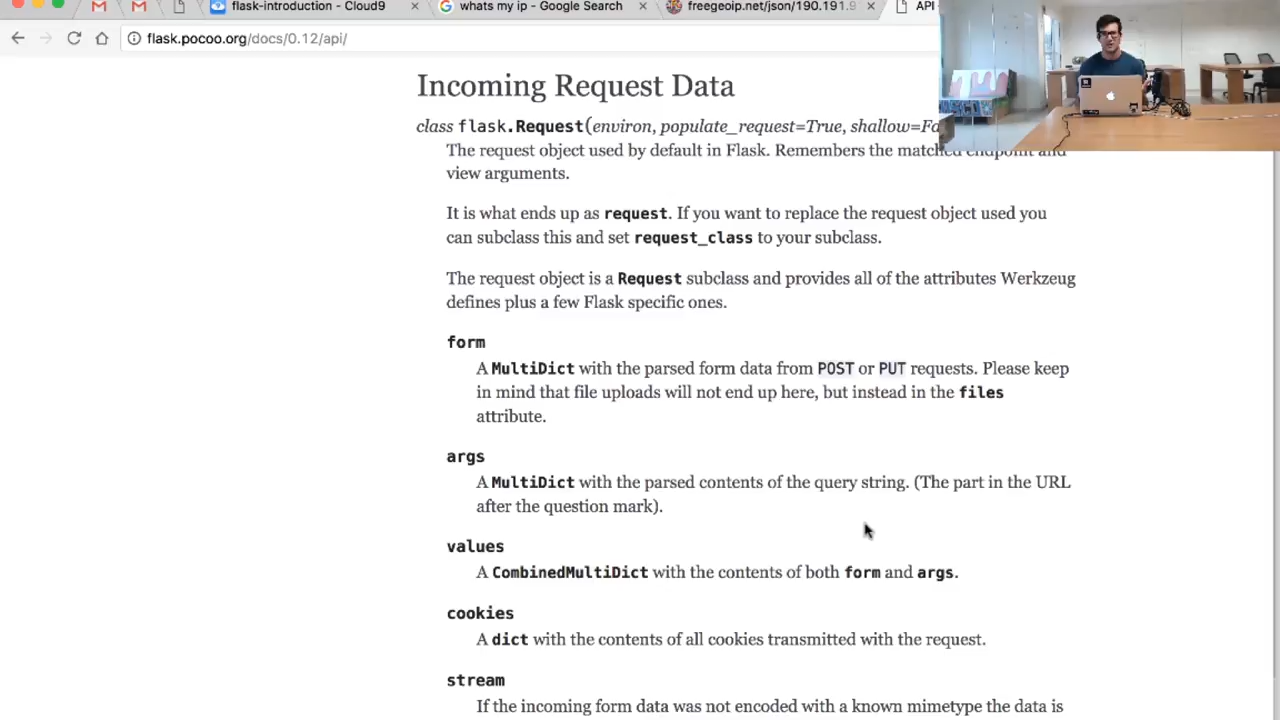 flask-introduction - Cloud9 × whats my ip - Google Search × freegeoip.net/json/190.191.9 × API -
flask.pocoo.org/docs/0.12/api/
Incoming Request Data
class flask.Request(environ, populate_request=True, shallow=Fa
The request object used by default in Flask. Remembers the matched endpoint and
view arguments.
It is what ends up as request. If you want to replace the request object used you
can subclass this and set request_class to your subclass.
The request object is a Request subclass and provides all of the attributes Werkzeug
defines plus a few Flask specific ones.
form
A MultiDict with the parsed form data from POST or PUT requests. Please keep
in mind that file uploads will not end up here, but instead in the files
attribute.
args
A MultiDict with the parsed contents of the query string. (The part in the URL
after the question mark).
values
A CombinedMultiDict with the contents of both form and args.
cookies
A dict with the contents of all cookies transmitted with the request.
stream
If the incoming form data was not encoded with a known mimetype the data is